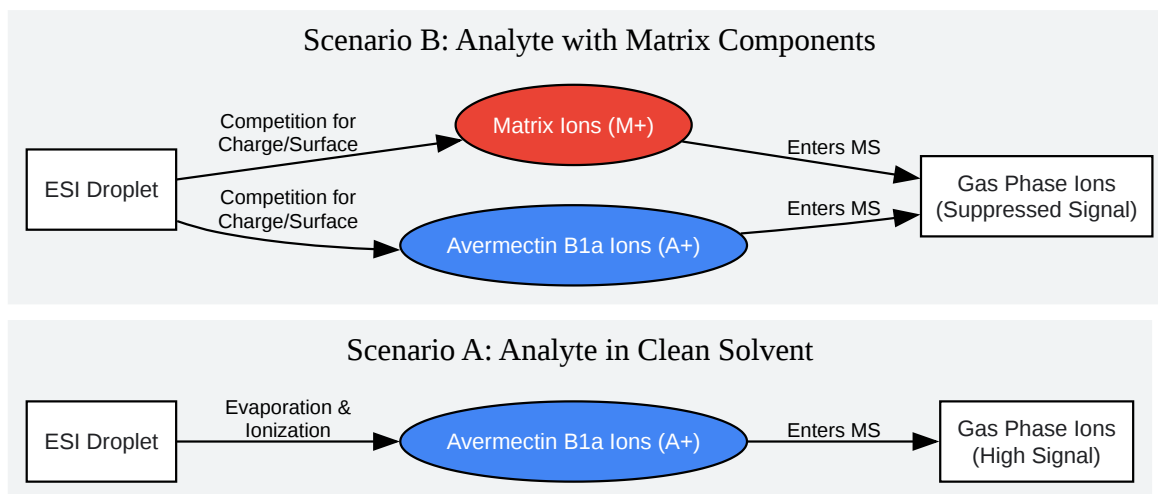 Scenario B: Analyte with Matrix Components
Competition for
Charge/Surface
Matrix Ions (M+)
Enters MS
ESI Droplet
Gas Phase Ions
(Suppressed Signal)
Competition for
Charge/Surface
Avermectin B1a Ions (A+)
Enters MS
Scenario A: Analyte in Clean Solvent
ESI Droplet
Evaporation &
Ionization
Avermectin B1a Ions (A+)
Enters MS
Gas Phase Ions
(High Signal)